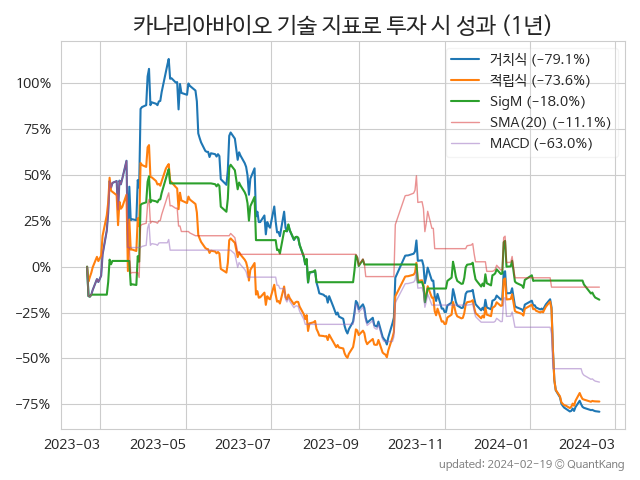 카나리아바이오 기술 지표로 투자 시 성과 (1년)
거치식 (−79.1%)
적립식 (−73.6%)
SigM (−18.0%)
SMA(20) (−11.1%)
MACD (−63.0%)
100%
75%
50%
25%
0%
−25%
−50%
−75%
2023-03 2023-05 2023-07 2023-09 2023-11 2024-01 2024-03
updated: 2024-02-19 © QuantKang